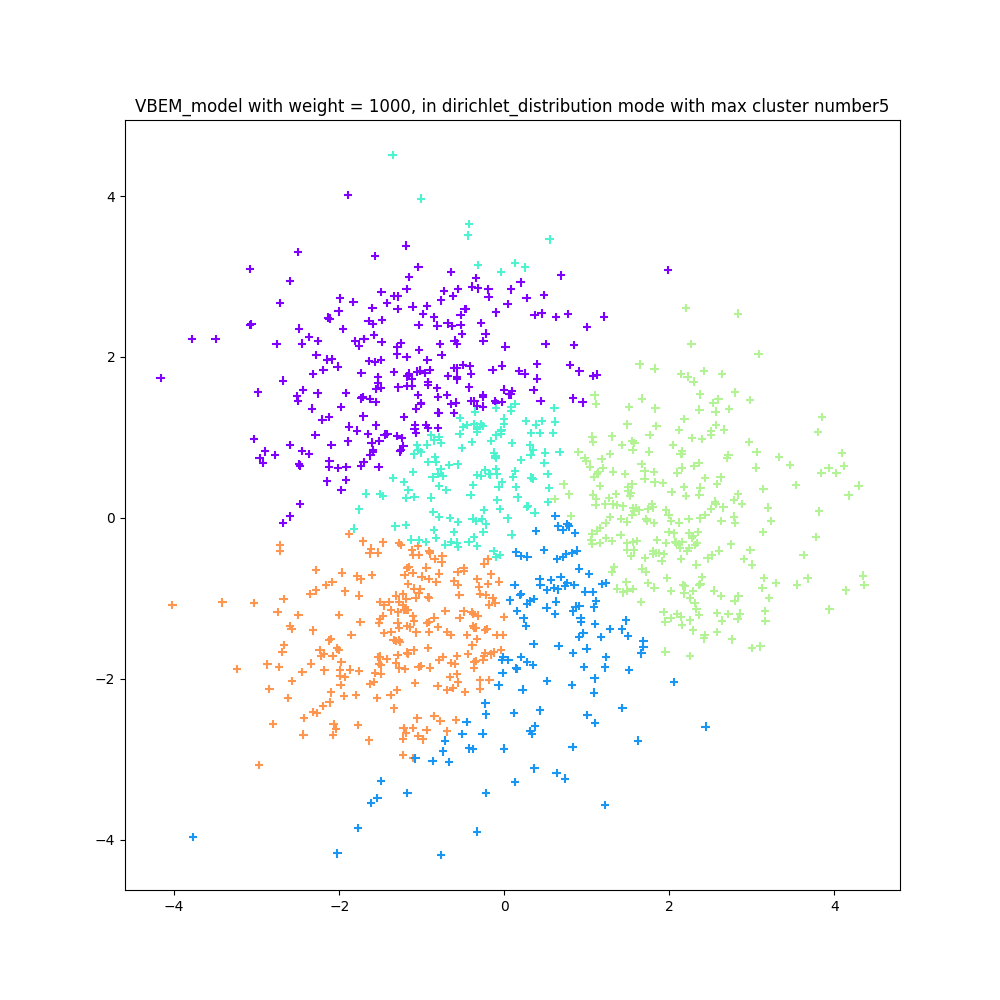 VBEM_model with weight = 1000, in dirichlet_distribution mode with max cluster number5
4
2
0
−2
−4
−4 −2 0 2 4